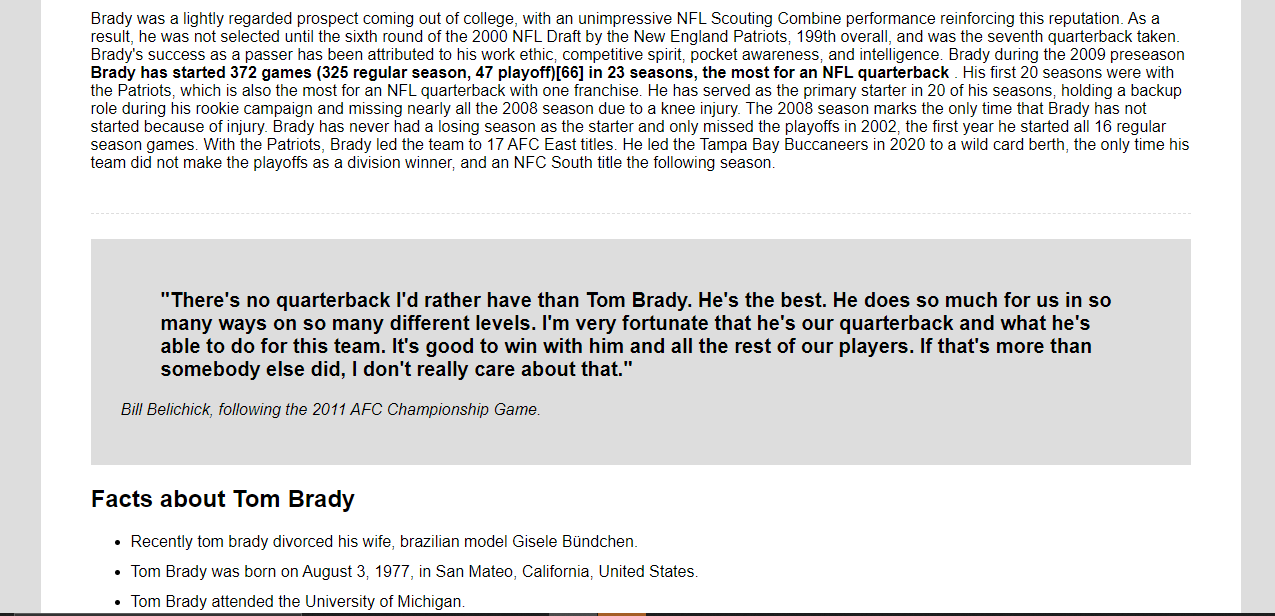 Brady was a lightly regarded prospect coming out of college, with an unimpressive NFL Scouting Combine performance reinforcing this reputation. As a
result, he was not selected until the sixth round of the 2000 NFL Draft by the New England Patriots, 199th overall, and was the seventh quarterback taken.
Brady's success as a passer has been attributed to his work ethic, competitive spirit, pocket awareness, and intelligence. Brady during the 2009 preseason
Brady has started 372 games (325 regular season, 47 playoff)[66] in 23 seasons, the most for an NFL quarterback . His first 20 seasons were with
the Patriots, which is also the most for an NFL quarterback with one franchise. He has served as the primary starter in 20 of his seasons, holding a backup
role during his rookie campaign and missing nearly all the 2008 season due to a knee injury. The 2008 season marks the only time that Brady has not
started because of injury. Brady has never had a losing season as the starter and only missed the playoffs in 2002, the first year he started all 16 regular
season games. With the Patriots, Brady led the team to 17 AFC East titles. He led the Tampa Bay Buccaneers in 2020 to a wild card berth, the only time his
team did not make the playoffs as a division winner, and an NFC South title the following season.
"There's no quarterback I'd rather have than Tom Brady. He's the best. He does so much for us in so
many ways on so many different levels. I'm very fortunate that he's our quarterback and what he's
able to do for this team. It's good to win with him and all the rest of our players. If that's more than
somebody else did, I don't really care about that."
Bill Belichick, following the 2011 AFC Championship Game.
Facts about Tom Brady
• Recently tom brady divorced his wife, brazilian model Gisele Bündchen.
• Tom Brady was born on August 3, 1977, in San Mateo, California, United States.
• Tom Brady attended the University of Michigan.